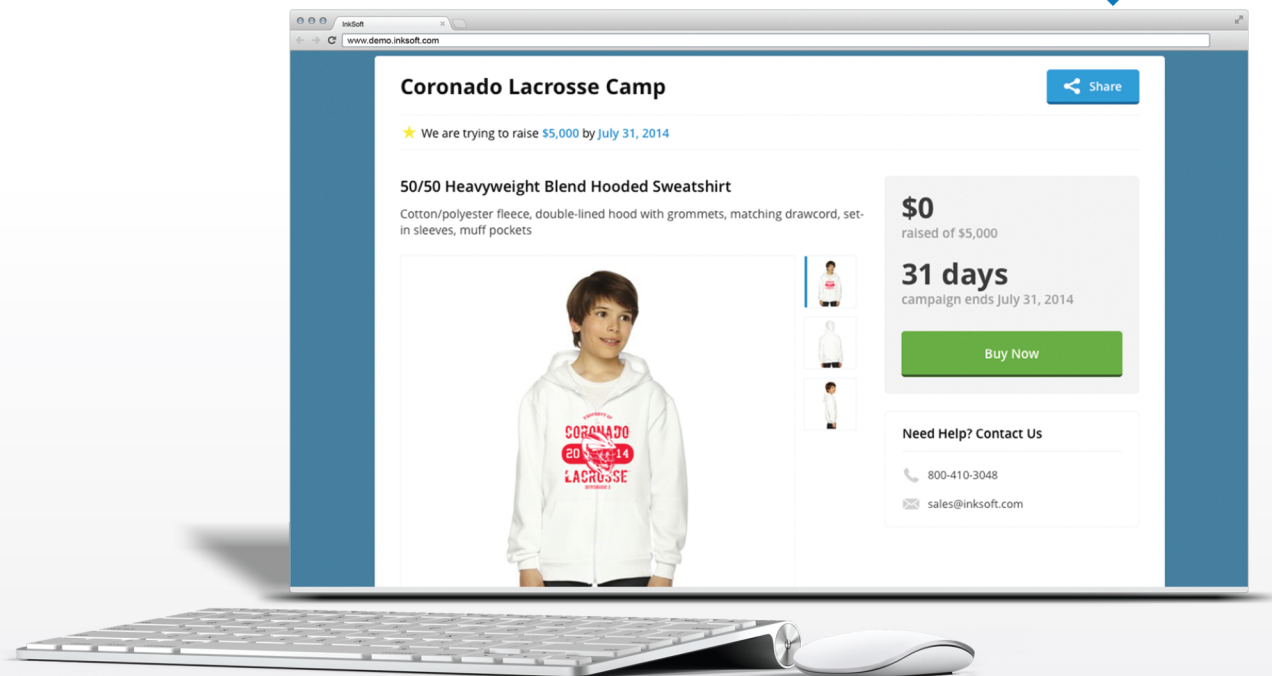 InkSoft
www.demo.inksoft.com
Coronado Lacrosse Camp
Share
We are trying to raise $5,000 by July 31, 2014
50/50 Heavyweight Blend Hooded Sweatshirt
Cotton/polyester fleece, double-lined hood with grommets, matching drawcord, set-
in sleeves, muff pockets
PROPERTY OF
CORONADO
20 14
LACROSSE
$0
raised of $5,000
31 days
campaign ends July 31, 2014
Buy Now
Need Help? Contact Us
800-410-3048
sales@inksoft.com